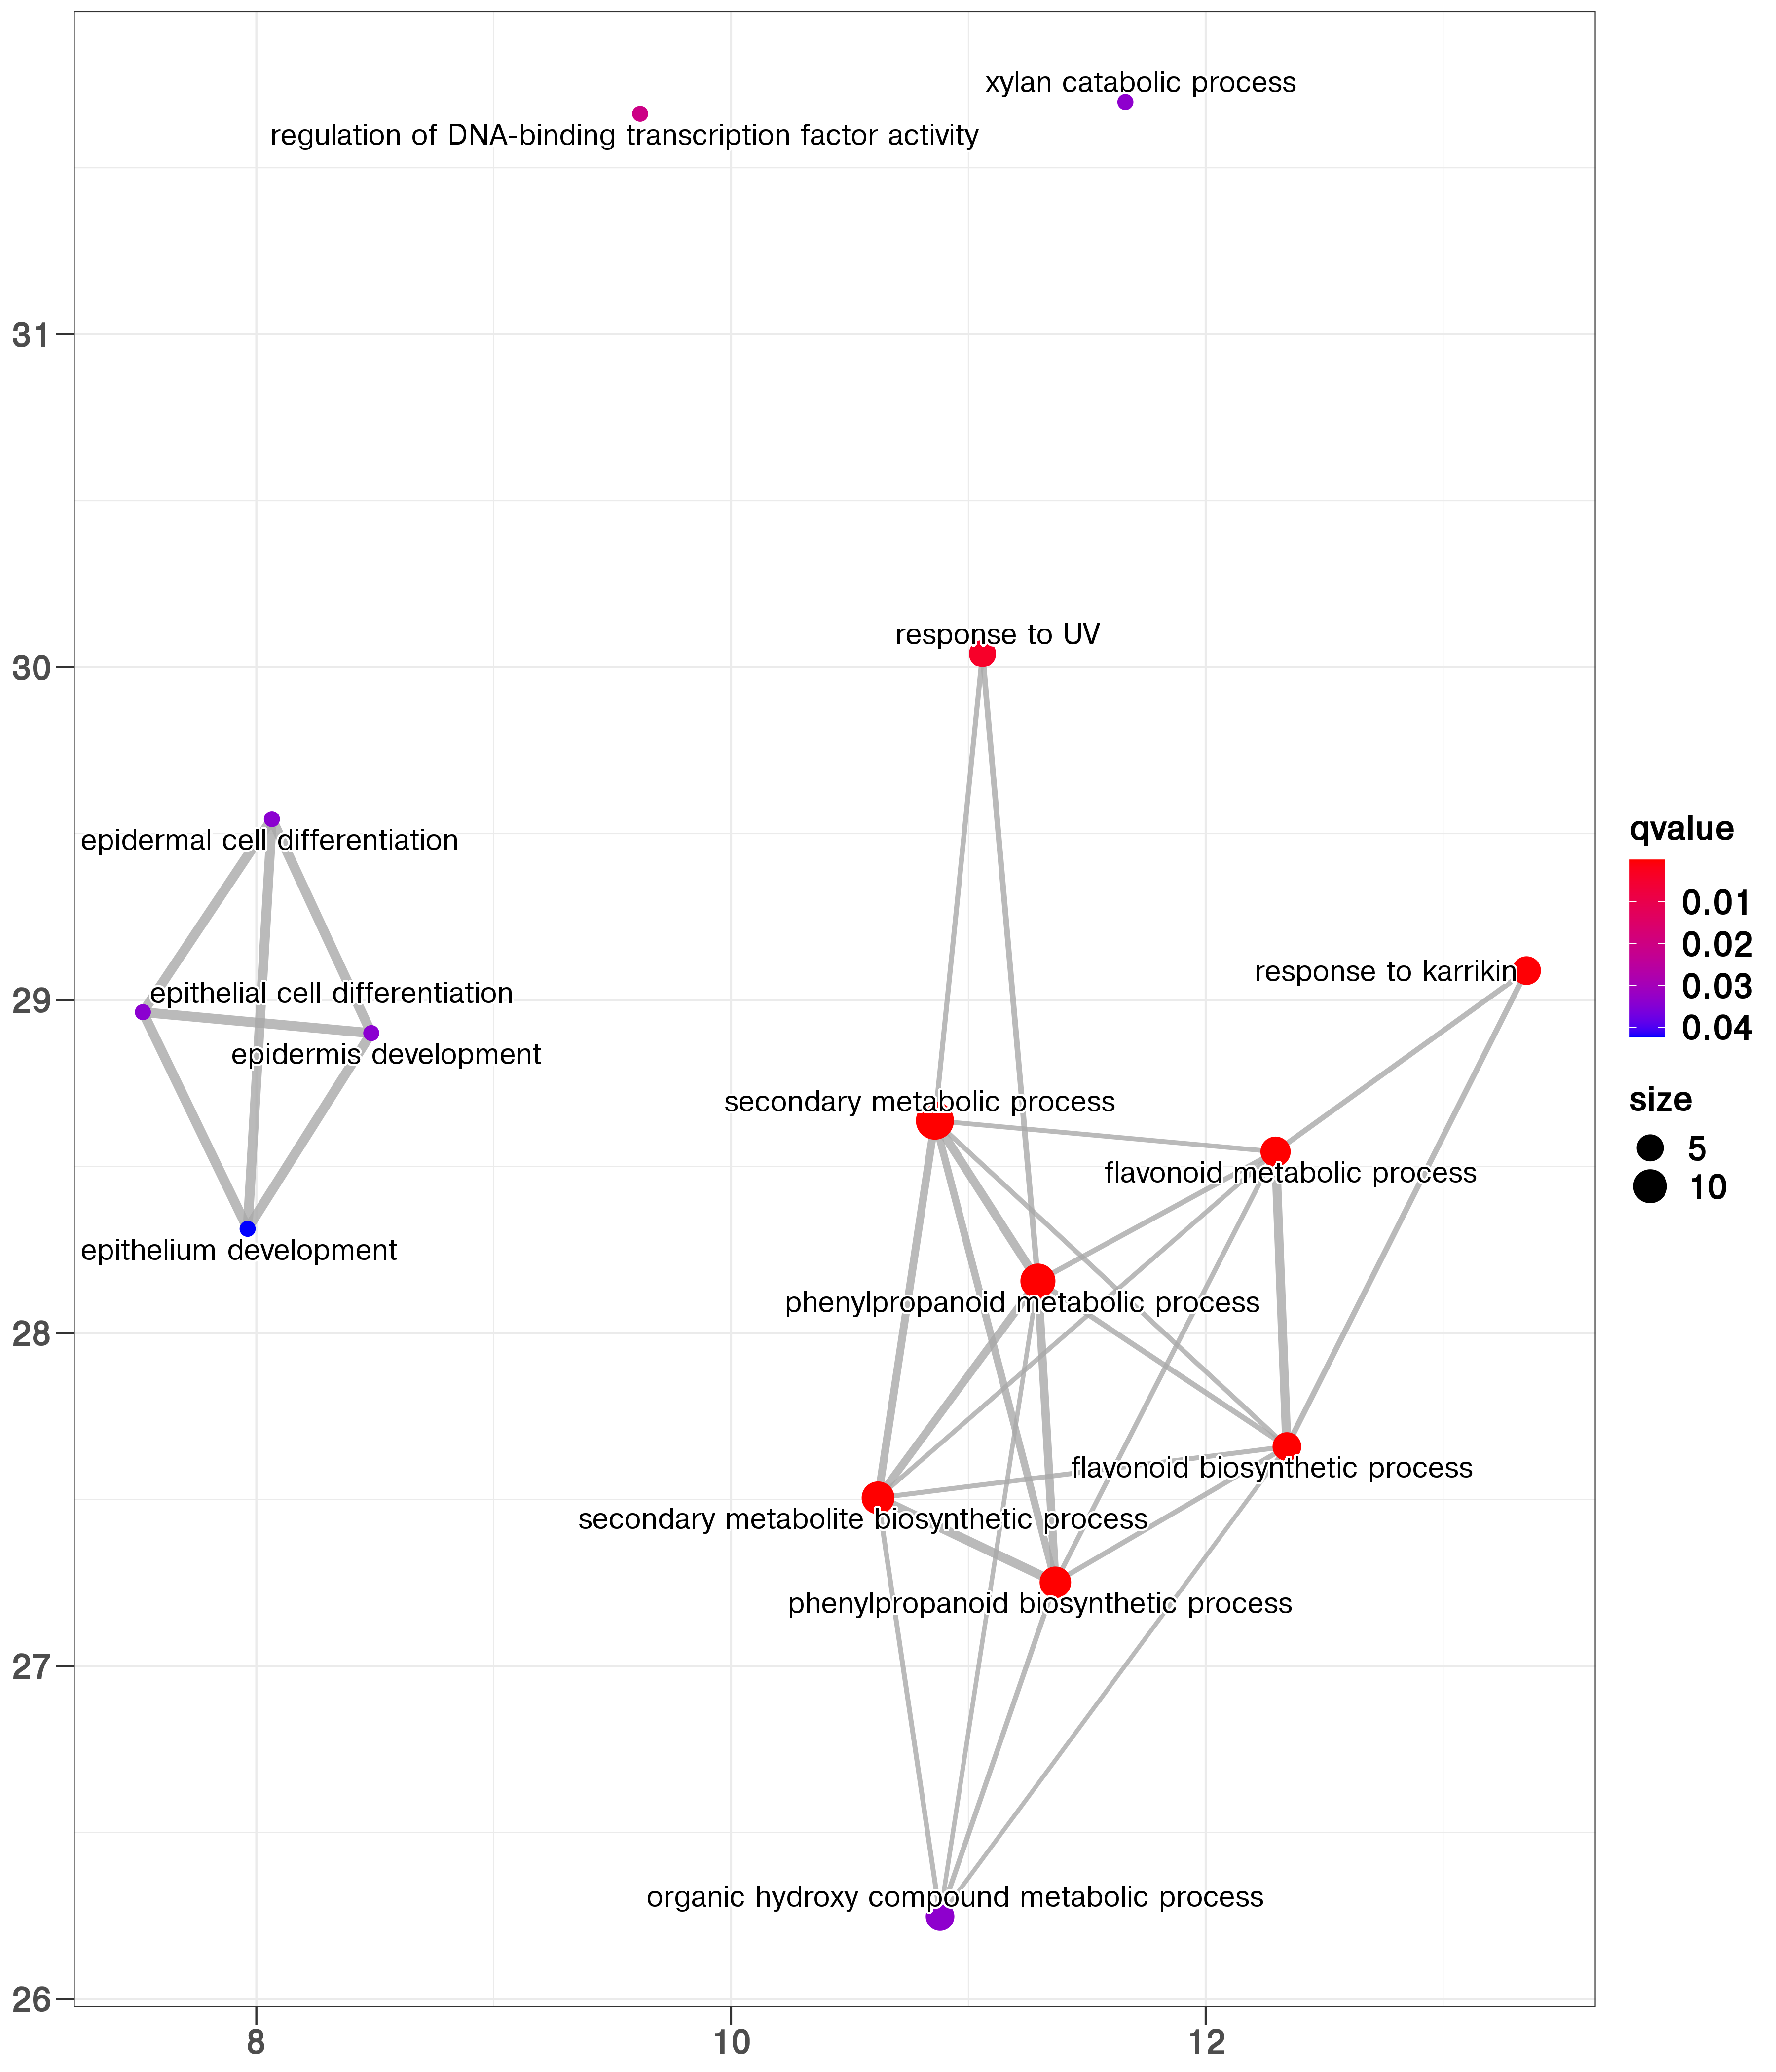 xylan catabolic process
regulation of DNA-binding transcription factor activity
31
response to UV
30
epidermal cell differentiation
qvalue
0.01
0.02
0.03
0.04
response to karrikin
epithelial cell differentiation
29
epidermis development
secondary metabolic process
size
5
10
flavonoid metabolic process
epithelium development
phenylpropanoid metabolic process
28
flavonoid biosynthetic process
secondary metabolite biosynthetic process
phenylpropanoid biosynthetic process
27
organic hydroxy compound metabolic process
26
8
10
12